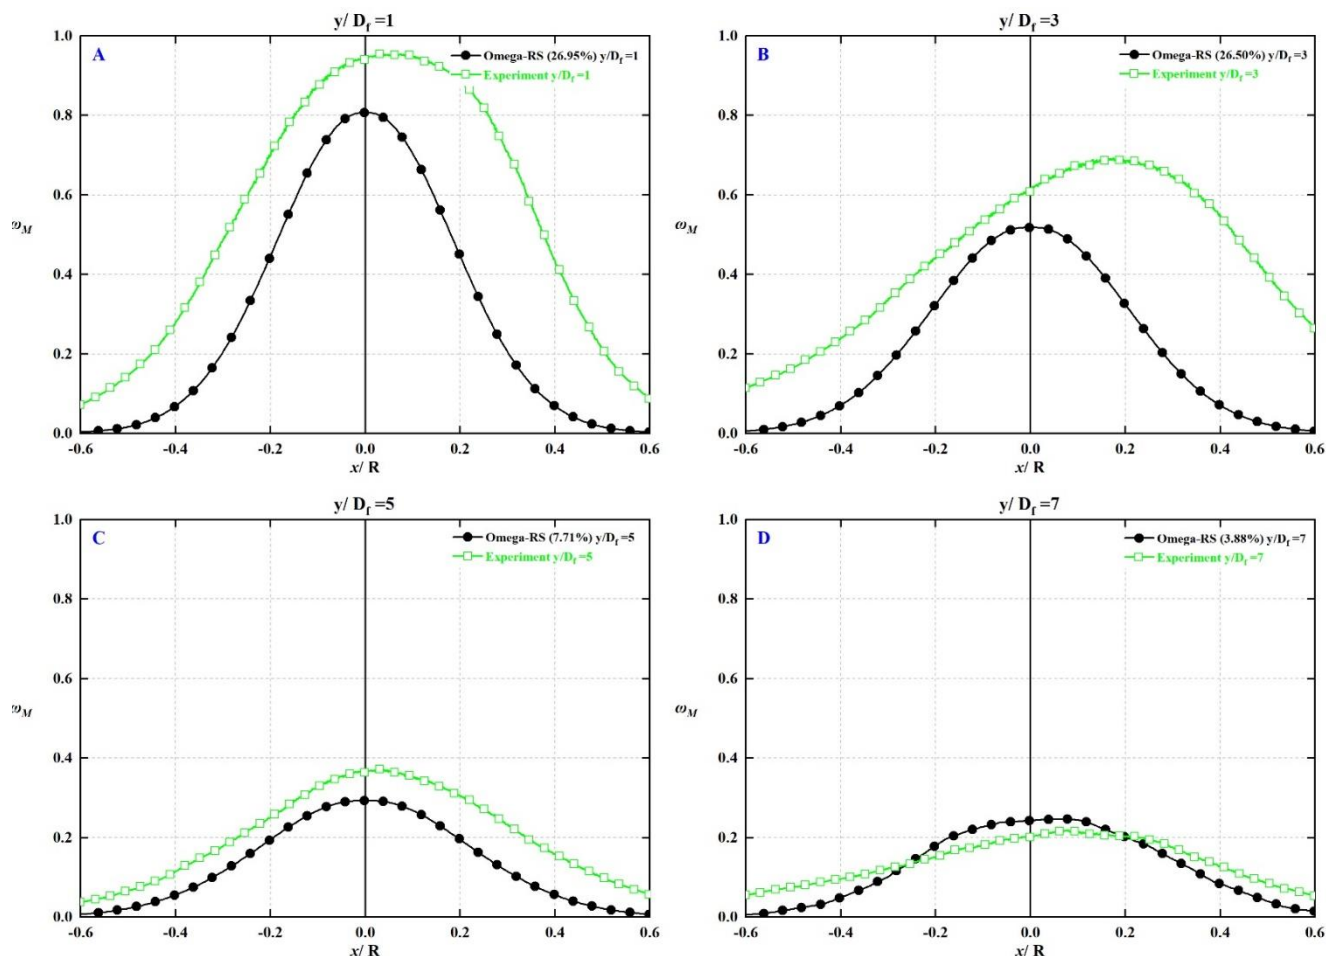 y/ D_f =1
A
Omega-RS (26.95%) y/D_f =1
Experiment y/D_f =1
1.0
0.8
0.6
ω_M
0.4
0.2
0.0
-0.6 -0.4 -0.2 0.0 0.2 0.4 0.6
x/ R
y/ D_f =3
B
Omega-RS (26.50%) y/D_f =3
Experiment y/D_f =3
1.0
0.8
0.6
ω_M
0.4
0.2
0.0
-0.6 -0.4 -0.2 0.0 0.2 0.4 0.6
x/ R
y/ D_f =5
C
Omega-RS (7.71%) y/D_f =5
Experiment y/D_f =5
1.0
0.8
0.6
ω_M
0.4
0.2
0.0
-0.6 -0.4 -0.2 0.0 0.2 0.4 0.6
x/ R
y/ D_f =7
D
Omega-RS (3.88%) y/D_f =7
Experiment y/D_f =7
1.0
0.8
0.6
ω_M
0.4
0.2
0.0
-0.6 -0.4 -0.2 0.0 0.2 0.4 0.6
x/ R